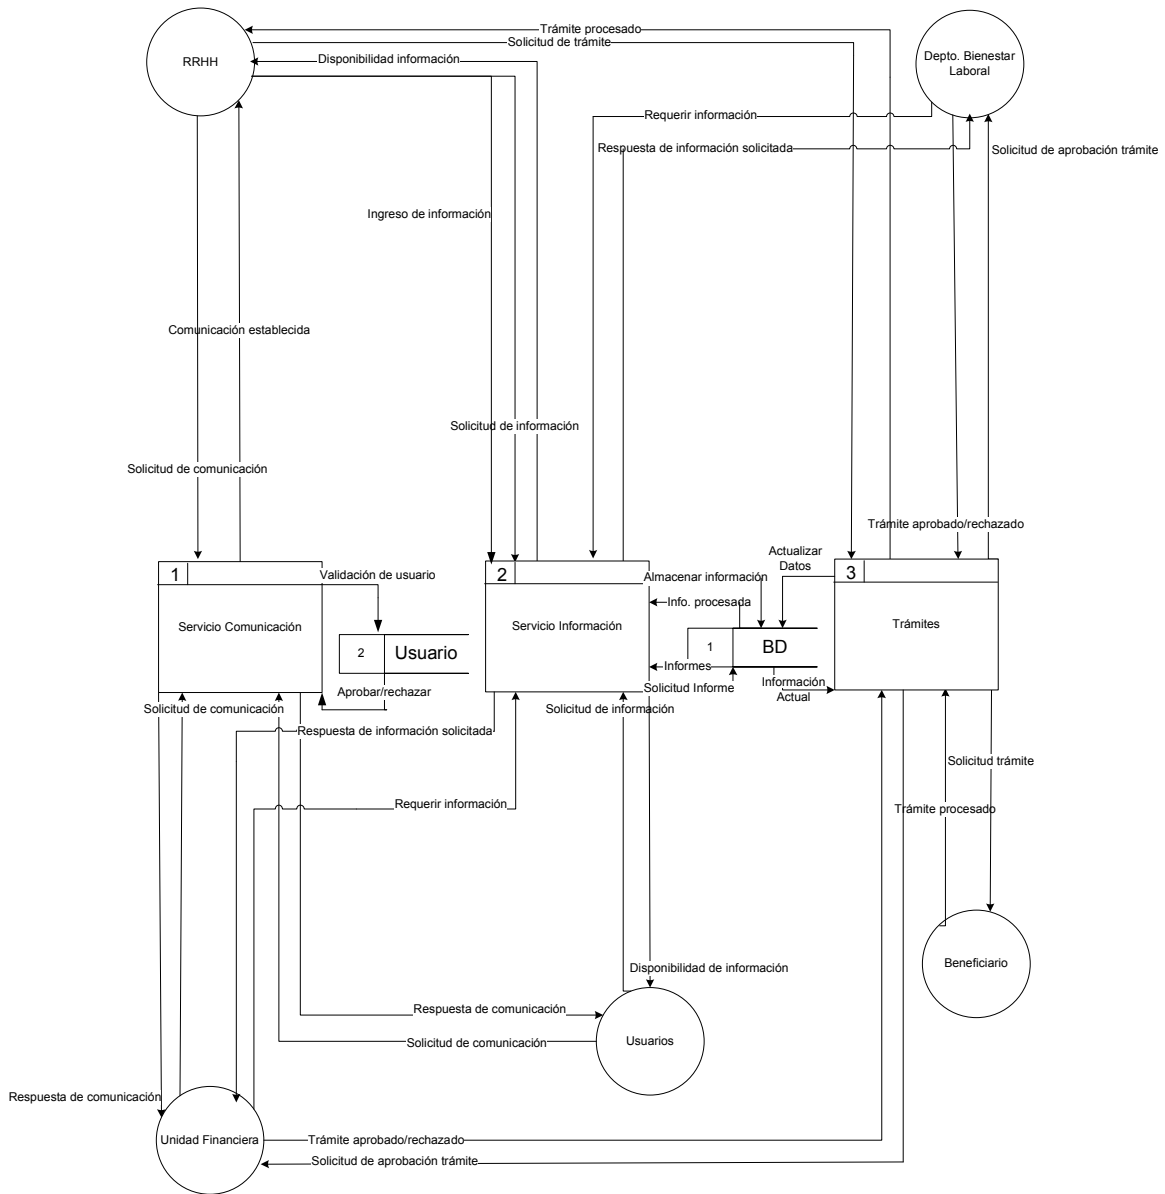 Trámite procesado
Solicitud de trámite
RRHH
Disponibilidad información
Depto. Bienestar
Laboral
Requerir información
Respuesta de información solicitada
Solicitud de aprobación trámite
Ingreso de información
Comunicación establecida
Solicitud de información
Solicitud de comunicación
Trámite aprobado/rechazado
Actualizar
Datos
1
Validación de usuario
2
Almacenar información
3
Info. procesada
Servicio Comunicación
Servicio Información
Trámites
2
Usuario
1
BD
Informes
Aprobar/rechazar
Solicitud Informe
Información
Actual
Solicitud de comunicación
Solicitud de información
Respuesta de información solicitada
Solicitud trámite
Requerir información
Trámite procesado
Beneficiario
Disponibilidad de información
Respuesta de comunicación
Solicitud de comunicación
Usuarios
Respuesta de comunicación
Unidad Financiera
Trámite aprobado/rechazado
Solicitud de aprobación trámite